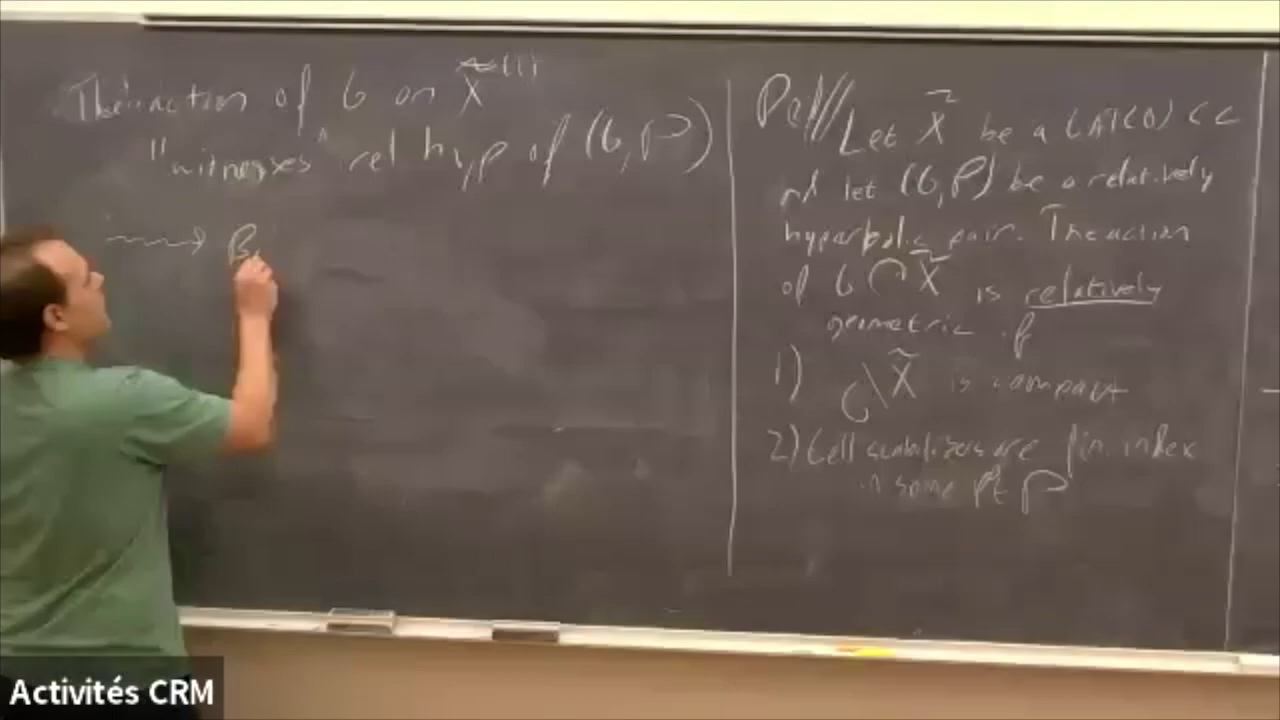 The action of G on X̃⁽¹⁾
"witnesses" rel hyp of (G, P)
⇝ B
Def// Let X̃ be a CAT(0) CC
and let (G, P) be a relatively
hyperbolic pair. The action
of G ↷ X̃ is relatively
geometric if
1) G\X̃ is compact
2) Cell stabilizers are fin. index
in some P ∈ P
Activités CRM